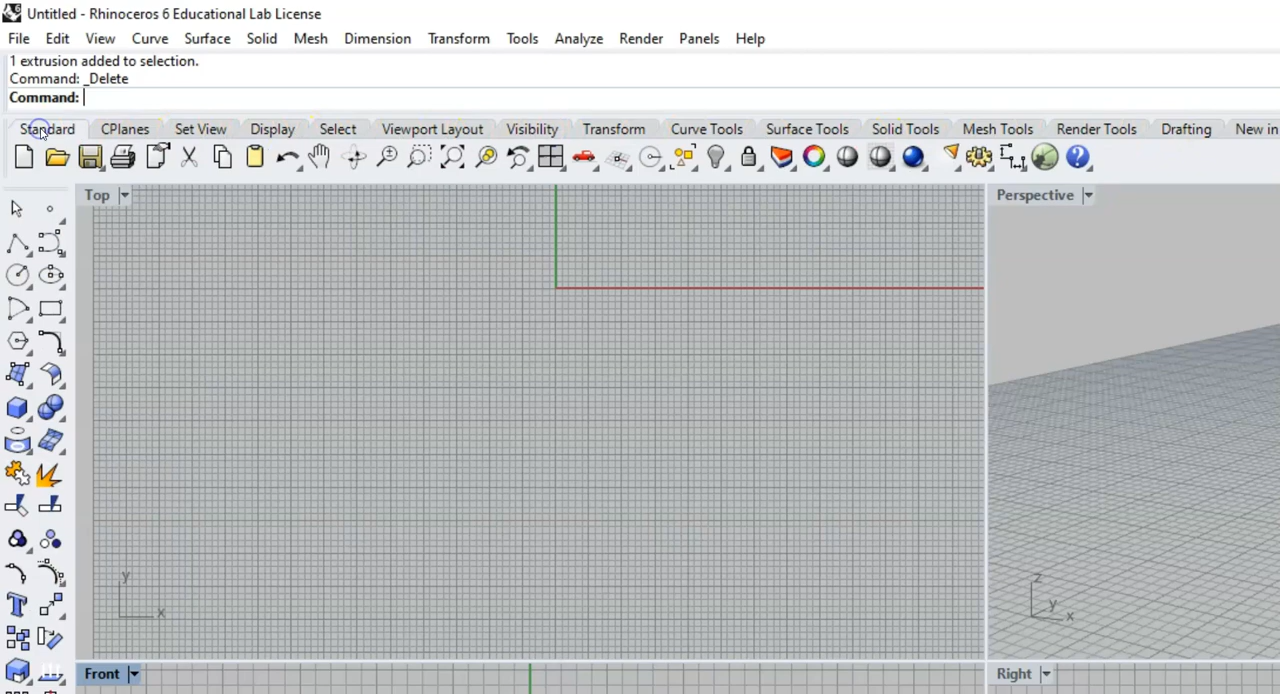 Untitled - Rhinoceros 6 Educational Lab License
File Edit View Curve Surface Solid Mesh Dimension Transform Tools Analyze Render Panels Help
1 extrusion added to selection.
Command: _Delete
Command:
Standard CPlanes Set View Display Select Viewport Layout Visibility Transform Curve Tools Surface Tools Solid Tools Mesh Tools Render Tools Drafting New in
Top Perspective
y
x
z
y
x
Front Right